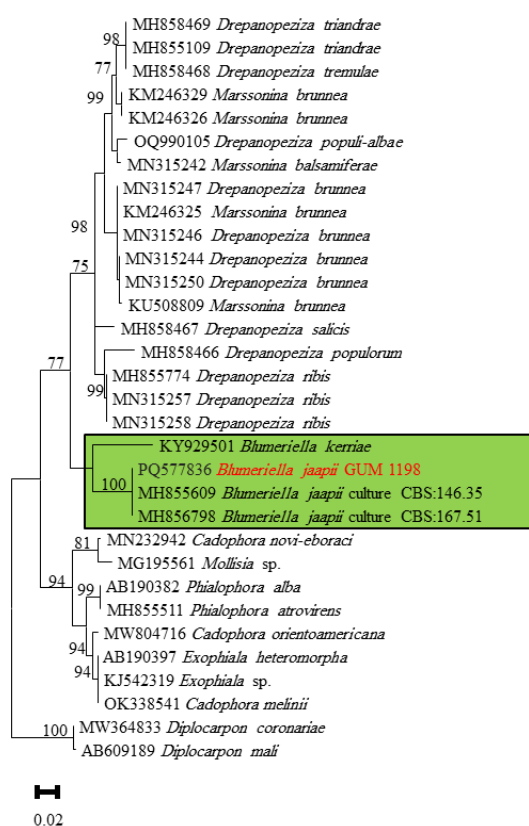 MH858469 Drepanopeziza triandrae
98
MH855109 Drepanopeziza triandrae
77
MH858468 Drepanopeziza tremulae
99
KM246329 Marssonina brunnea
KM246326 Marssonina brunnea
OQ990105 Drepanopeziza populi-albae
MN315242 Marssonina balsamiferae
MN315247 Drepanopeziza brunnea
KM246325 Marssonina brunnea
98
MN315246 Drepanopeziza brunnea
MN315244 Drepanopeziza brunnea
75
MN315250 Drepanopeziza brunnea
KU508809 Marssonina brunnea
MH858467 Drepanopeziza salicis
MH858466 Drepanopeziza populorum
77
MH855774 Drepanopeziza ribis
99
MN315257 Drepanopeziza ribis
MN315258 Drepanopeziza ribis
KY929501 Blumeriella kerriae
PQ577836 Blumeriella jaapii GUM 1198
100
MH855609 Blumeriella jaapii culture CBS:146.35
MH856798 Blumeriella jaapii culture CBS:167.51
MN232942 Cadophora novi-eboraci
81
MG195561 Mollisia sp.
94
AB190382 Phialophora alba
99
MH855511 Phialophora atrovirens
MW804716 Cadophora orientoamericana
94
AB190397 Exophiala heteromorpha
94
KJ542319 Exophiala sp.
OK338541 Cadophora melinii
MW364833 Diplocarpon coronariae
100
AB609189 Diplocarpon mali
0.02